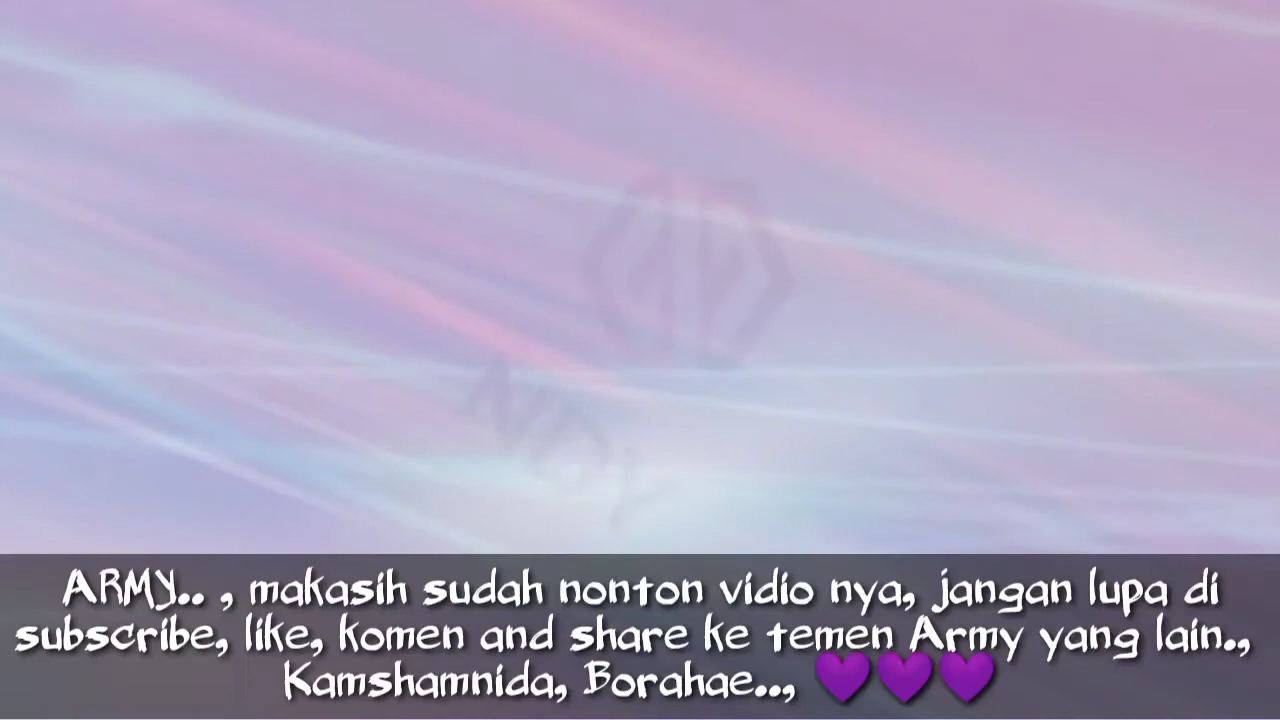 NDY
ARMY.. , makasih sudah nonton vidio nya, jangan lupa di
subscribe, like, komen and share ke temen Army yang lain.,
Kamshamnida, Borahae.., 💜💜💜